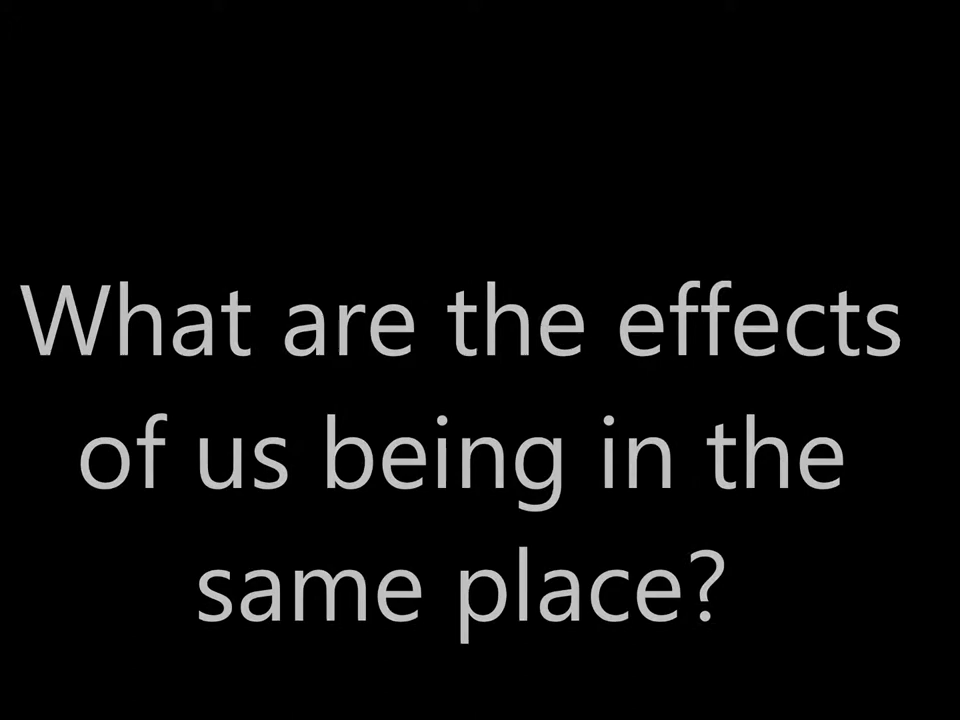 What are the effects
of us being in the
same place?